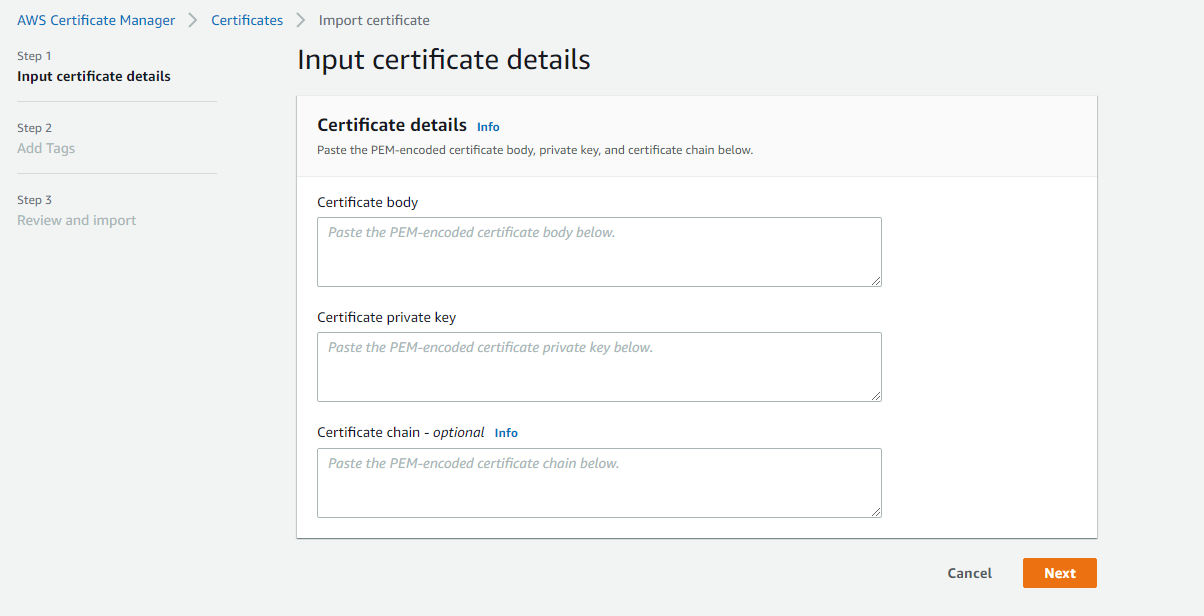 AWS Certificate Manager > Certificates > Import certificate
Step 1
Input certificate details
Step 2
Add Tags
Step 3
Review and import
Input certificate details
Certificate details Info
Paste the PEM-encoded certificate body, private key, and certificate chain below.
Certificate body
Paste the PEM-encoded certificate body below.
Certificate private key
Paste the PEM-encoded certificate private key below.
Certificate chain - optional Info
Paste the PEM-encoded certificate chain below.
Cancel Next